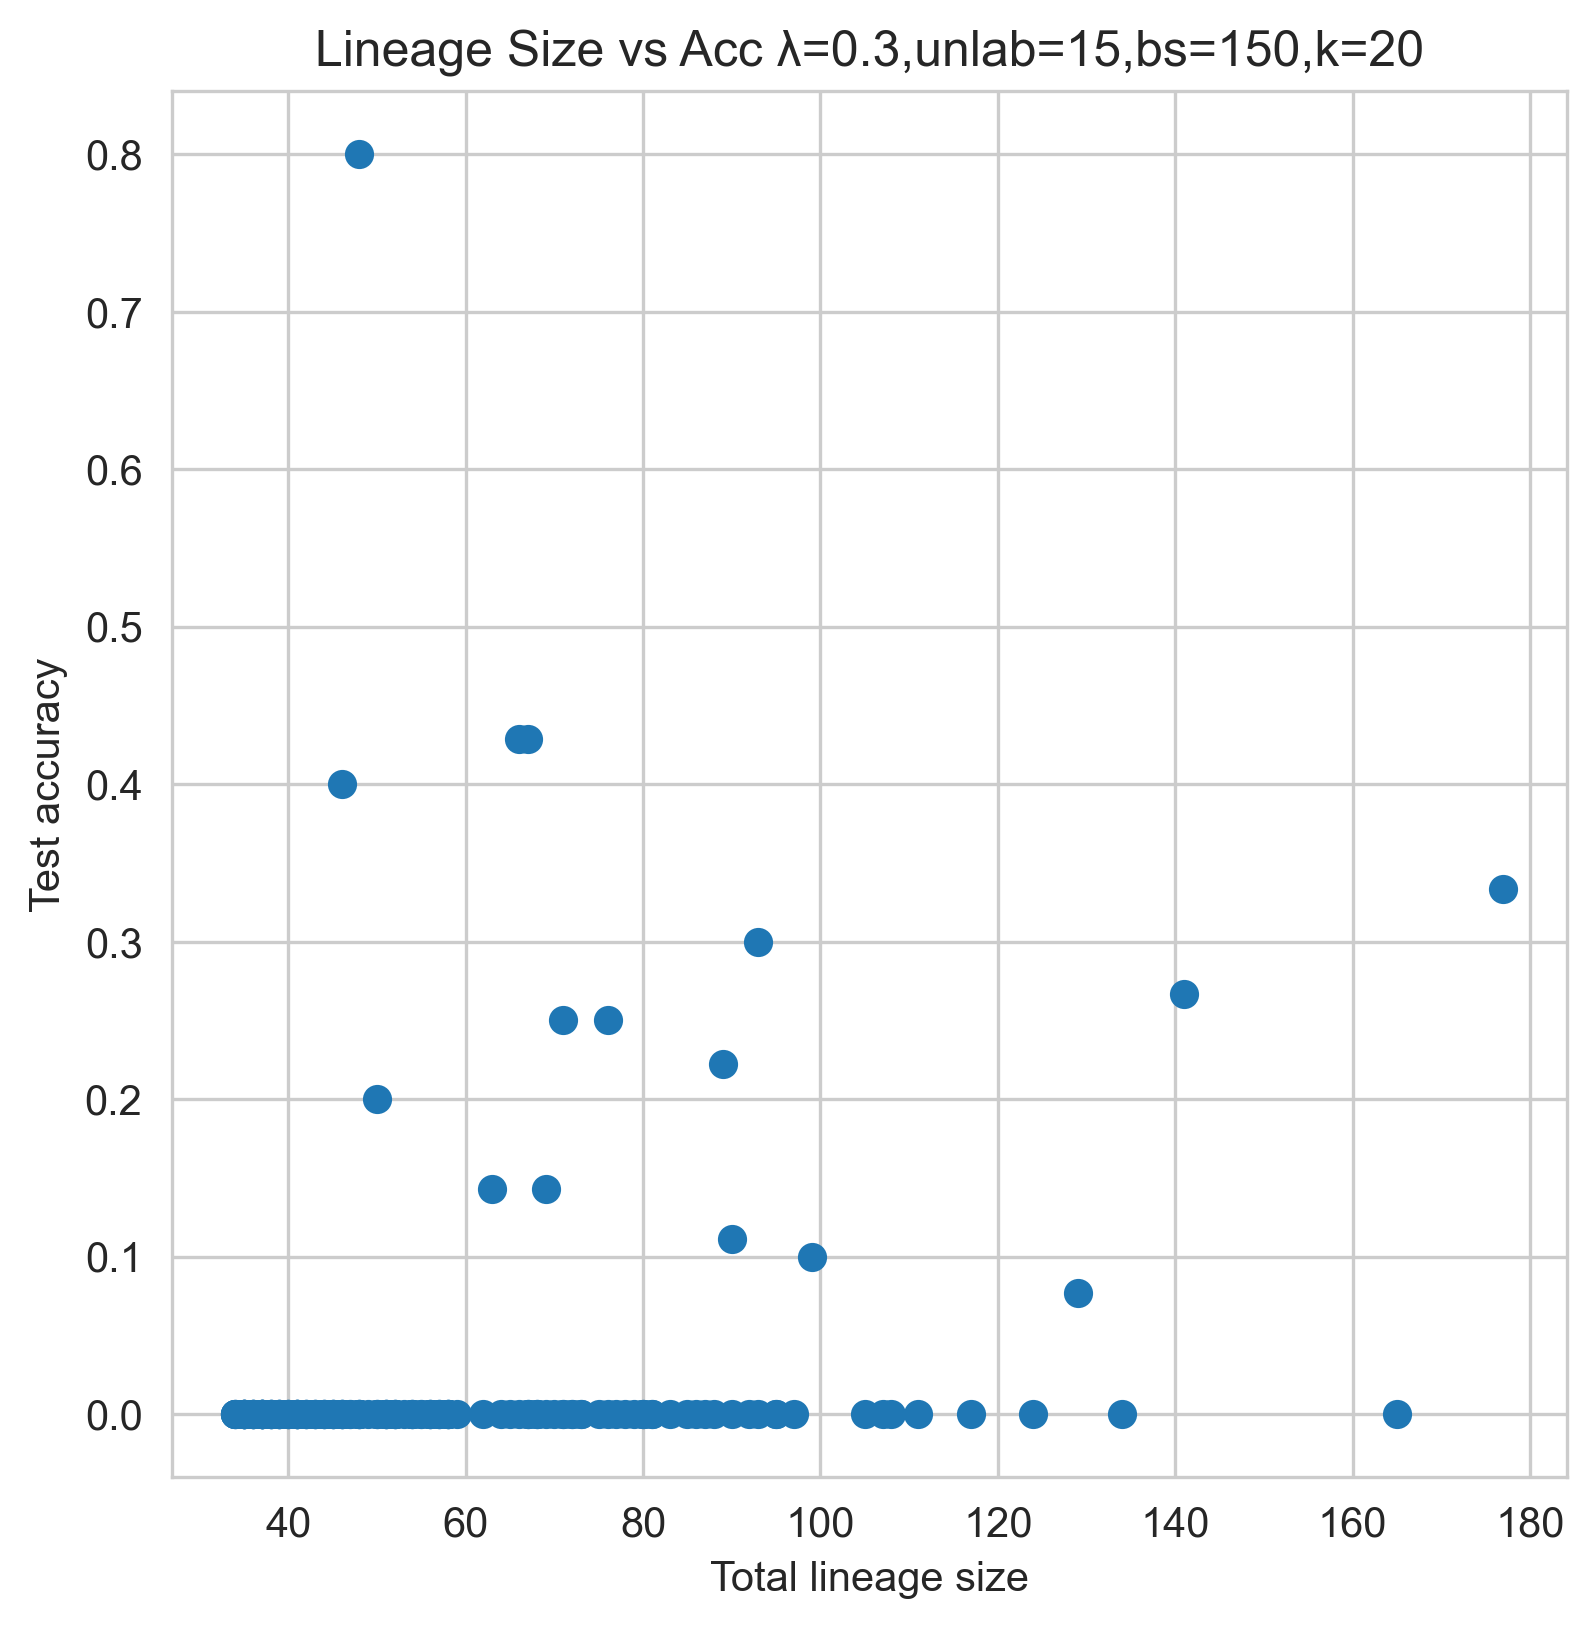 Lineage Size vs Acc λ=0.3,unlab=15,bs=150,k=20
0.8
0.7
0.6
0.5
0.4
0.3
0.2
0.1
0.0
Test accuracy
40 60 80 100 120 140 160 180
Total lineage size